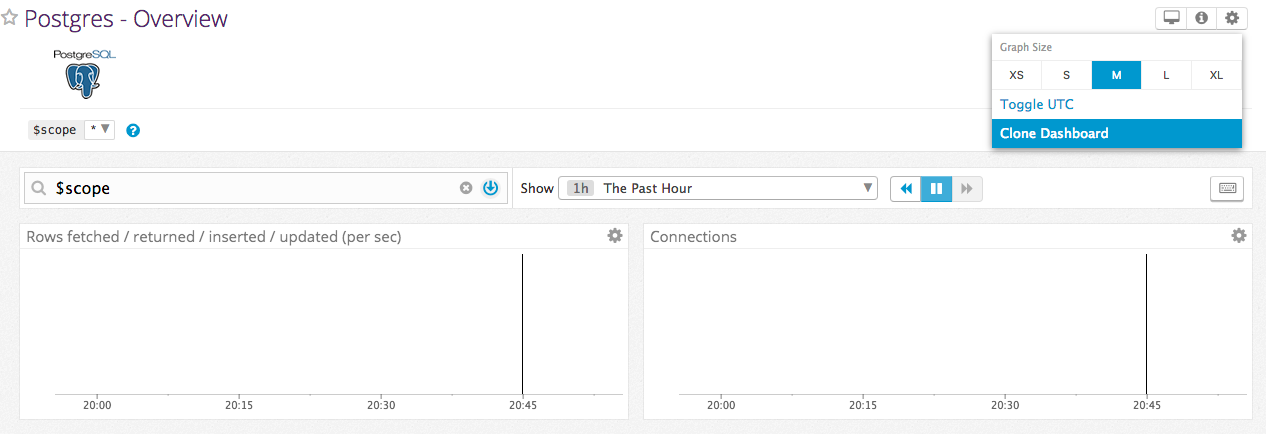 Postgres - Overview
PostgreSQL
Graph Size
XS S M L XL
Toggle UTC
Clone Dashboard
$scope * ?
$scope
Show 1h The Past Hour
Rows fetched / returned / inserted / updated (per sec)
20:00 20:15 20:30 20:45
Connections
20:00 20:15 20:30 20:45